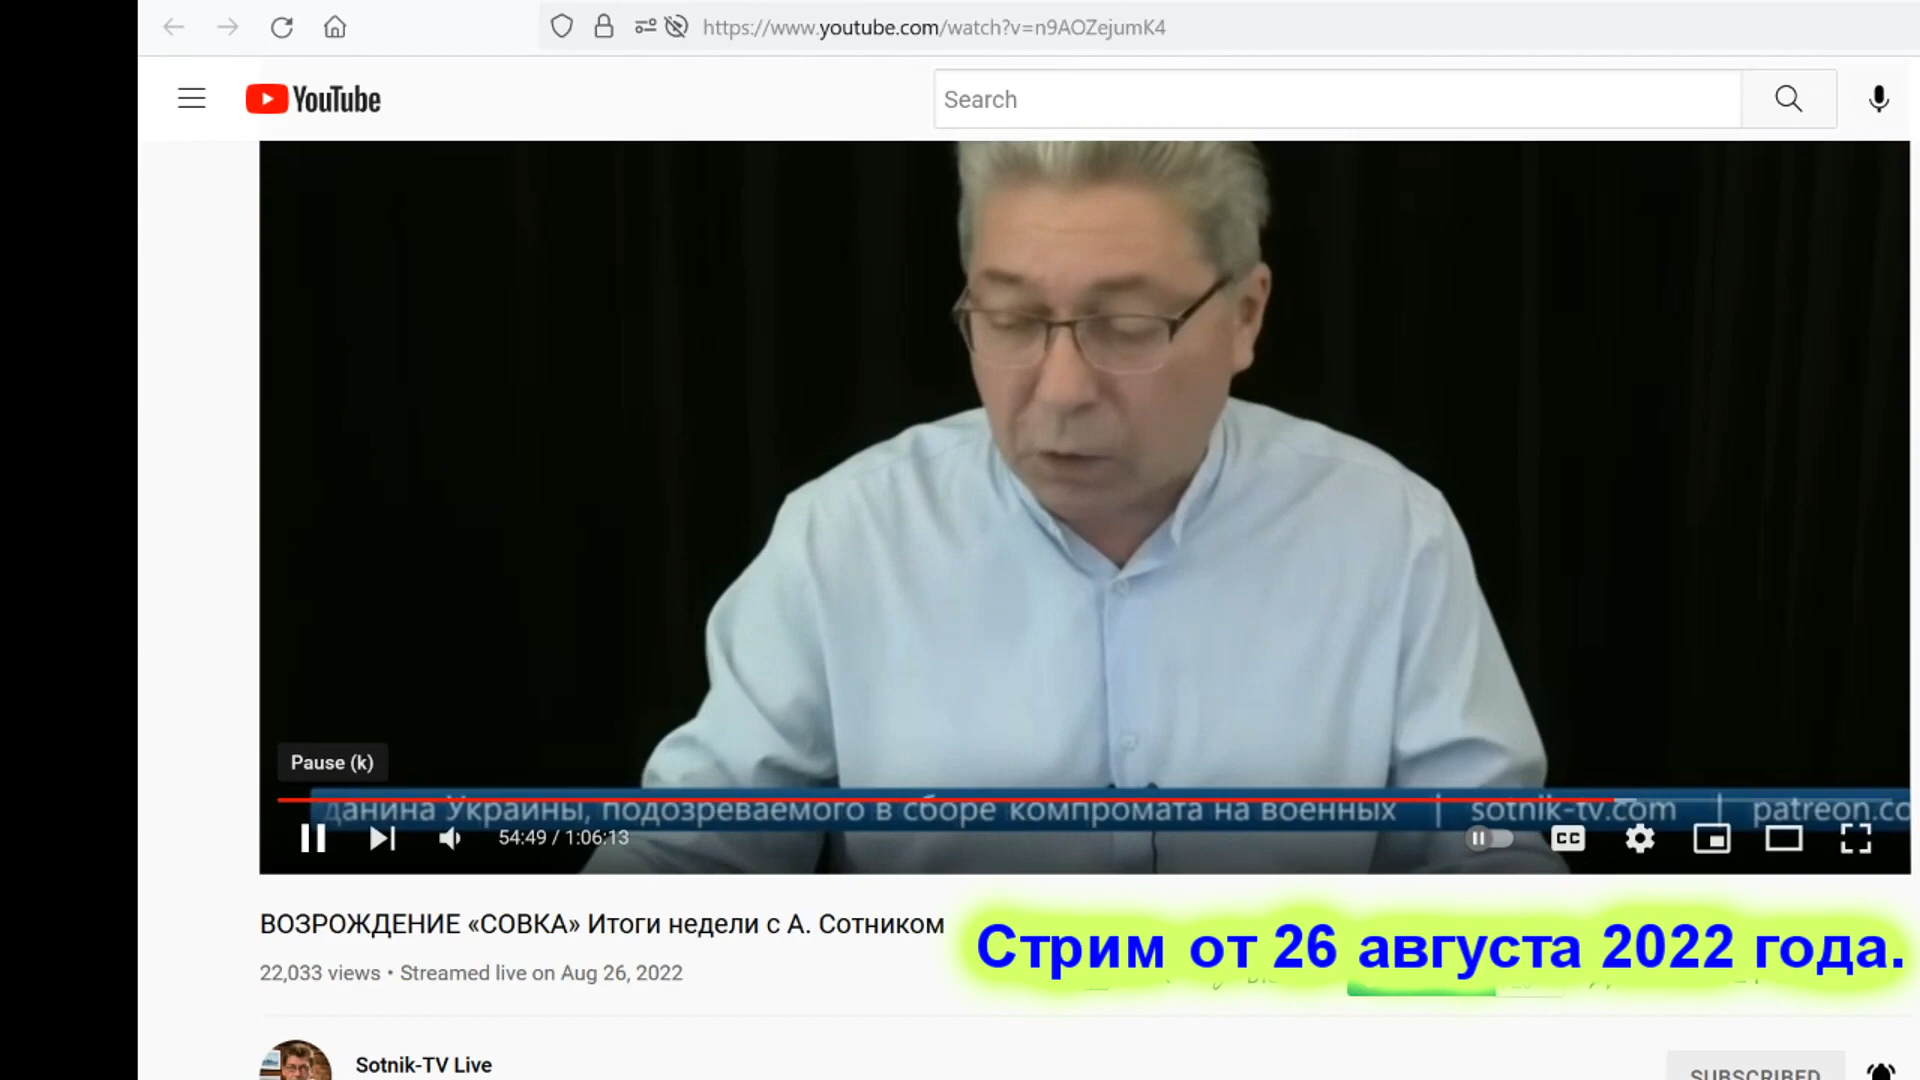 https://www.youtube.com/watch?v=n9AOZejumK4
YouTube
Search
Pause (k)
данина Украины, подозреваемого в сборе компромата на военных | sotnik-tv.com | patreon.co
54:49 / 1:06:13
CC
ВОЗРОЖДЕНИЕ «СОВКА» Итоги недели с А. Сотником
Стрим от 26 августа 2022 года.
22,033 views • Streamed live on Aug 26, 2022
Sotnik-TV Live
SUBSCRIBED